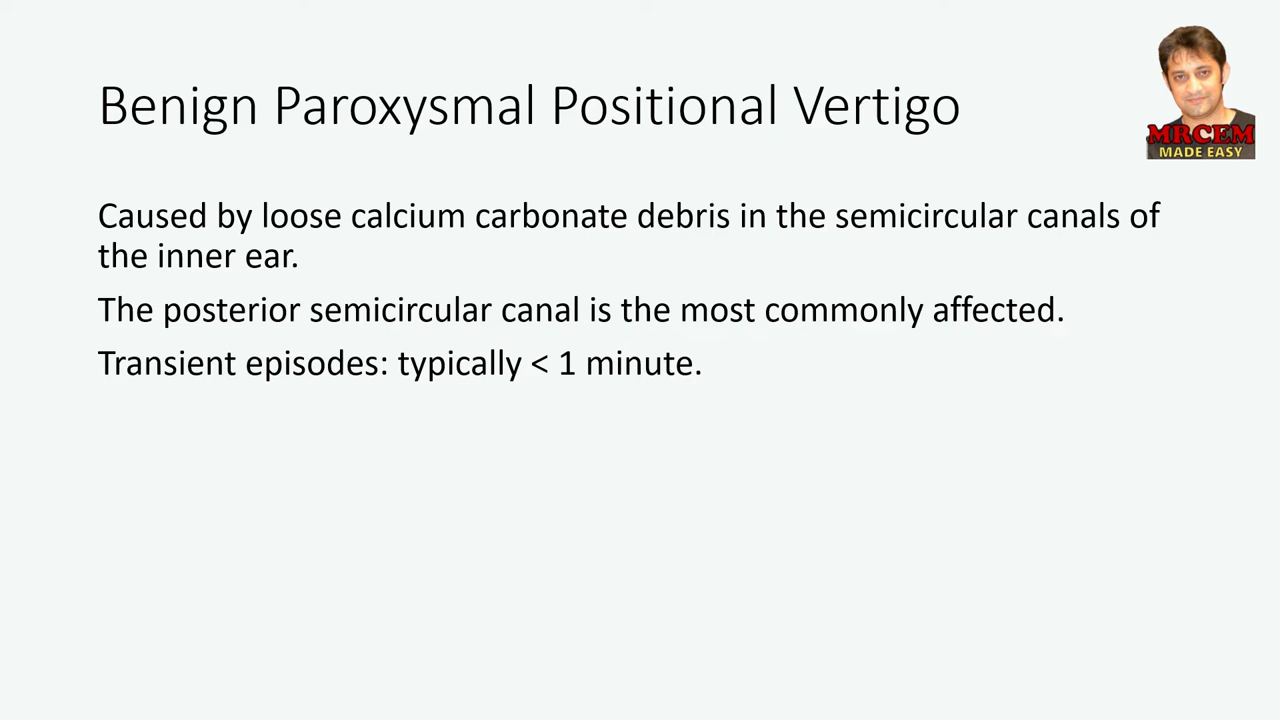 Benign Paroxysmal Positional Vertigo
MRCEM
MADE EASY
Caused by loose calcium carbonate debris in the semicircular canals of
the inner ear.
The posterior semicircular canal is the most commonly affected.
Transient episodes: typically < 1 minute.